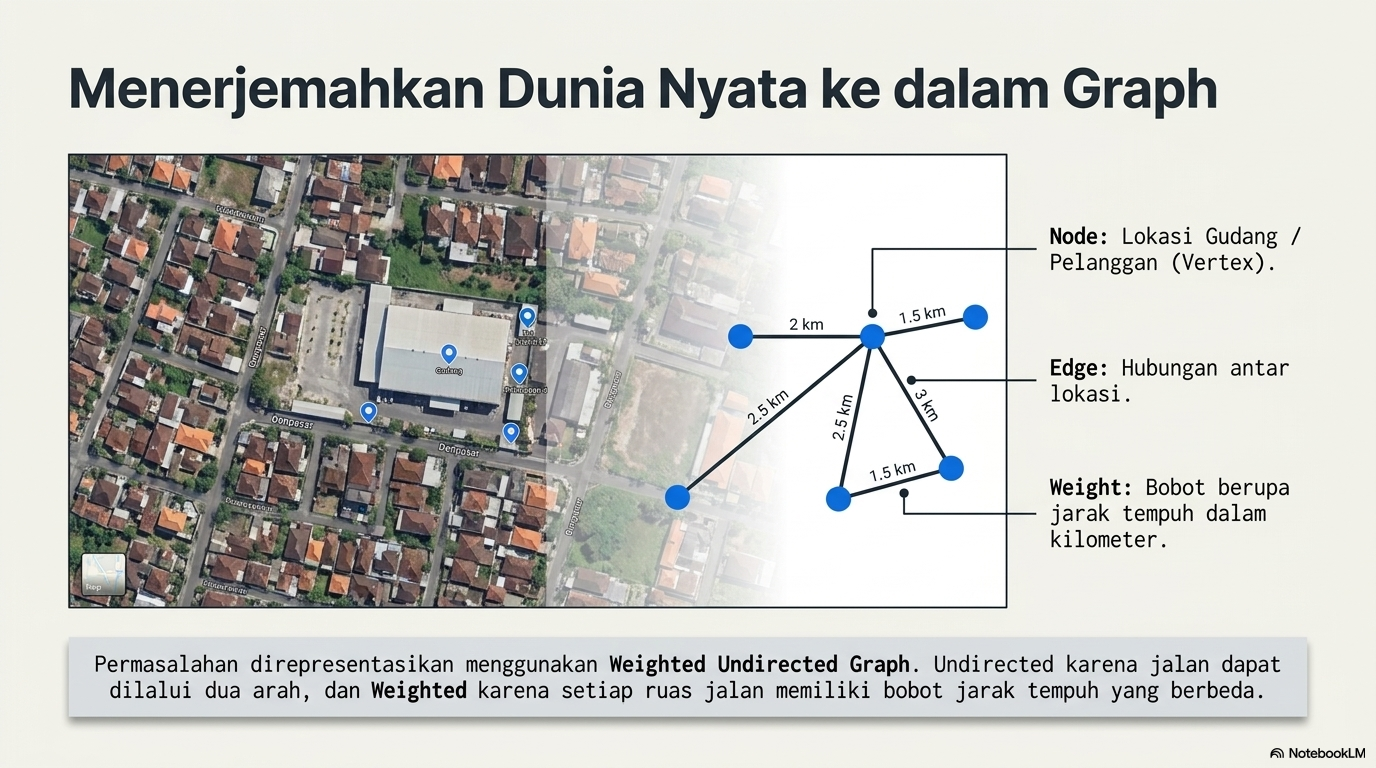 Menerjemahkan Dunia Nyata ke dalam Graph
Gudang
Denpasar
Denpasar
2 km
1.5 km
2.5 km
2.5 km
3 km
1.5 km
Node: Lokasi Gudang /
Pelanggan (Vertex).
Edge: Hubungan antar
lokasi.
Weight: Bobot berupa
jarak tempuh dalam
kilometer.
Permasalahan direpresentasikan menggunakan Weighted Undirected Graph. Undirected karena jalan dapat
dilalui dua arah, dan Weighted karena setiap ruas jalan memiliki bobot jarak tempuh yang berbeda.
NotebookLM